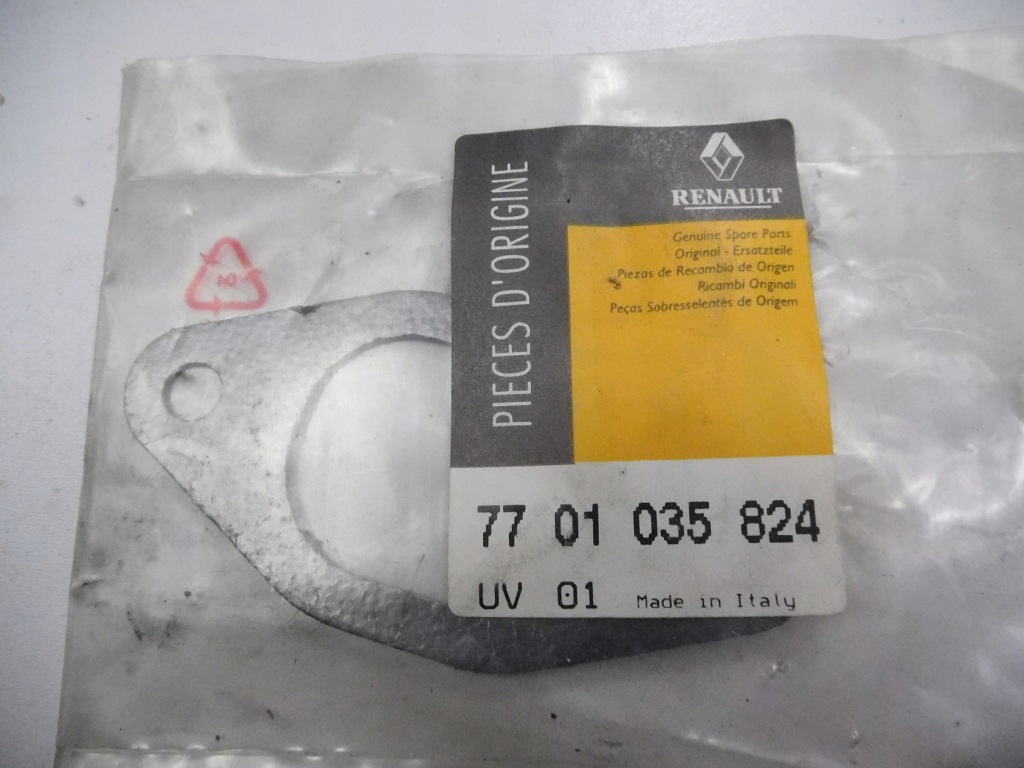 PIECES D'ORIGINE
RENAULT
Genuine Spare Parts
Original - Ersatzteile
Piezas de Recambio de Origen
Ricambi Originali
Peças Sobresselentes de Origem
77 01 035 824
UV 01 Made in Italy
04